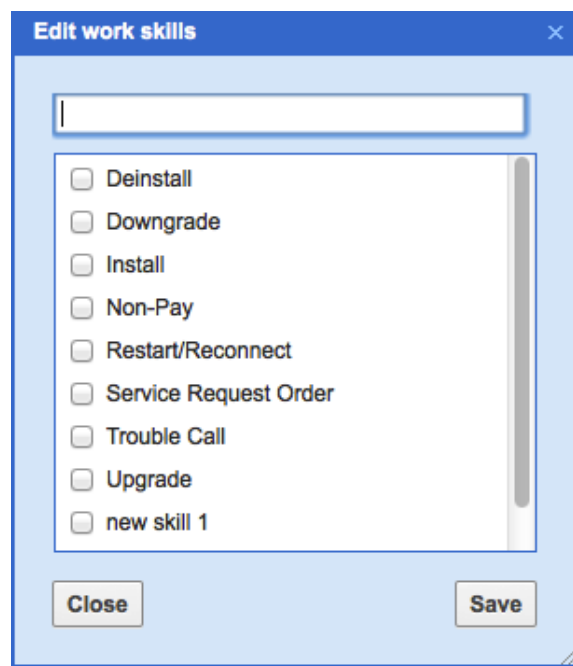 Edit work skills
Deinstall
Downgrade
Install
Non-Pay
Restart/Reconnect
Service Request Order
Trouble Call
Upgrade
new skill 1
Close Save